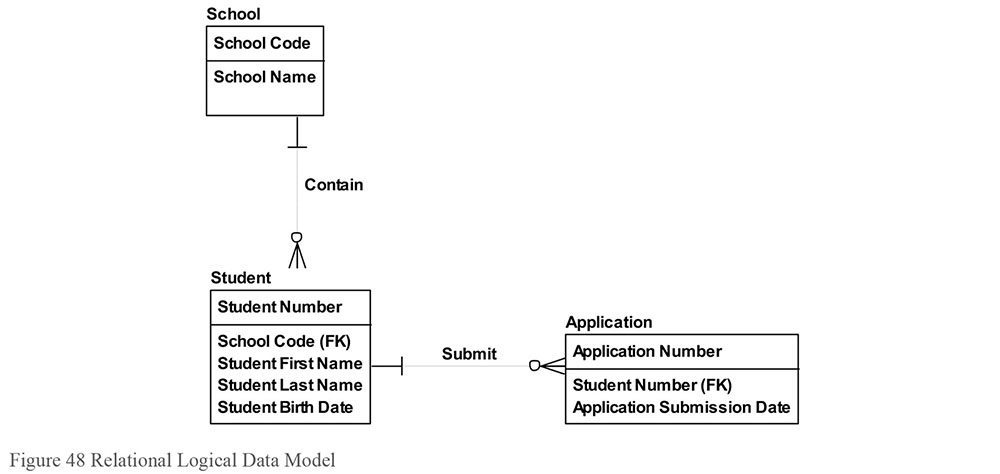 School
School Code
School Name
Contain
Student
Student Number
School Code (FK)
Student First Name
Student Last Name
Student Birth Date
Submit
Application
Application Number
Student Number (FK)
Application Submission Date
Figure 48 Relational Logical Data Model